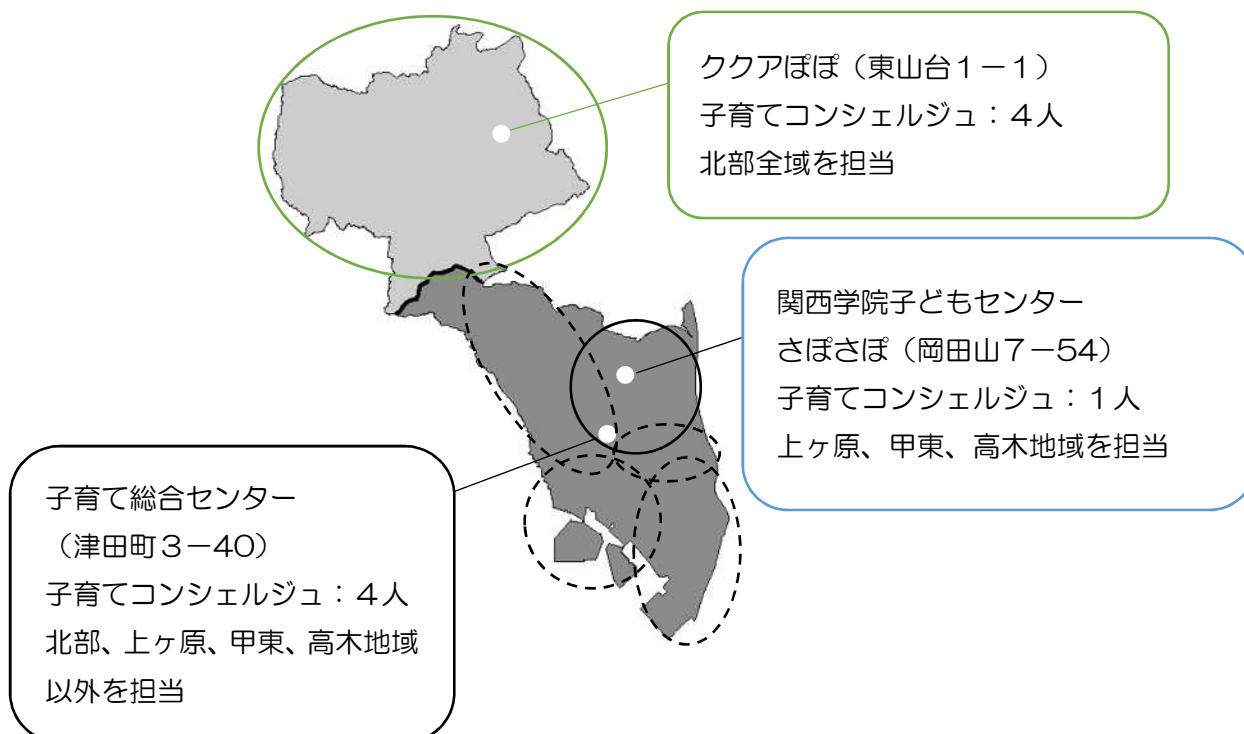 ククアぽぽ（東山台１－１）
子育てコンシェルジュ：４人
北部全域を担当
関西学院子どもセンター
さぽさぽ（岡田山７－54）
子育てコンシェルジュ：１人
上ヶ原、甲東、高木地域を担当
子育て総合センター
（津田町３－40）
子育てコンシェルジュ：４人
北部、上ヶ原、甲東、高木地域
以外を担当